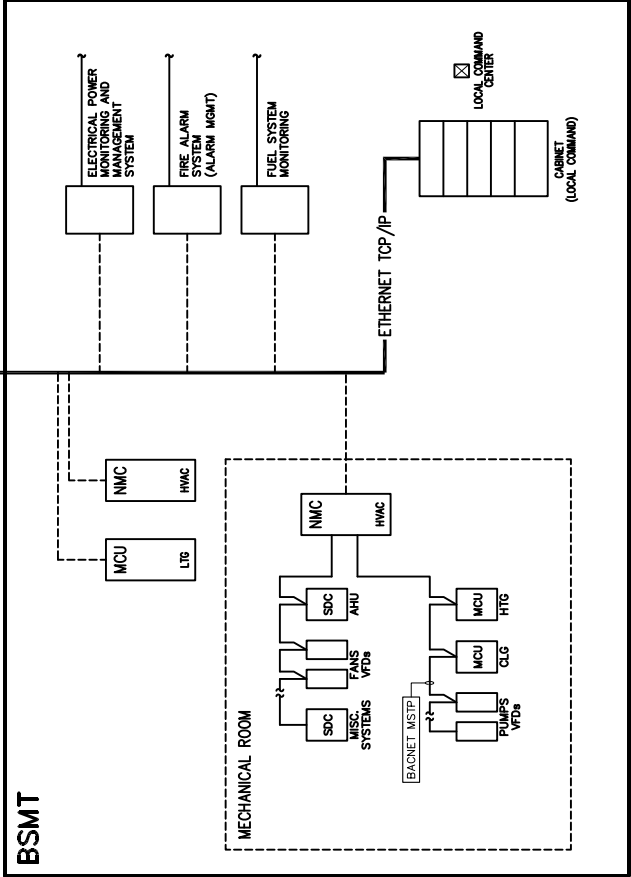 BSMT
ELECTRICAL POWER
MONITORING AND
MANAGEMENT
SYSTEM
FIRE ALARM
SYSTEM
(ALARM MGMT)
FUEL SYSTEM
MONITORING
LOCAL COMMAND
CENTER
CABINET
(LOCAL COMMAND)
ETHERNET TCP/IP
NMC
HVAC
MCU
LTG
MECHANICAL ROOM
NMC
HVAC
SDC
AHU
FANS
VFDs
SDC
MISC.
SYSTEMS
MCU
HTG
MCU
CLG
PUMPS
VFDs
BACNET MSTP